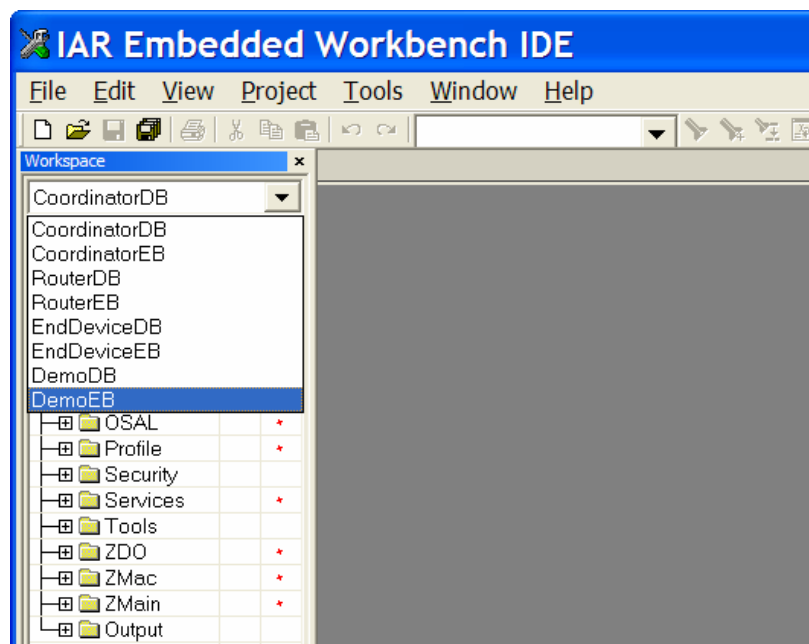 IAR Embedded Workbench IDE
File Edit View Project Tools Window Help
Workspace
CoordinatorDB
CoordinatorDB
CoordinatorEB
RouterDB
RouterEB
EndDeviceDB
EndDeviceEB
DemoDB
DemoEB
OSAL
Profile
Security
Services
Tools
ZDO
ZMac
ZMain
Output